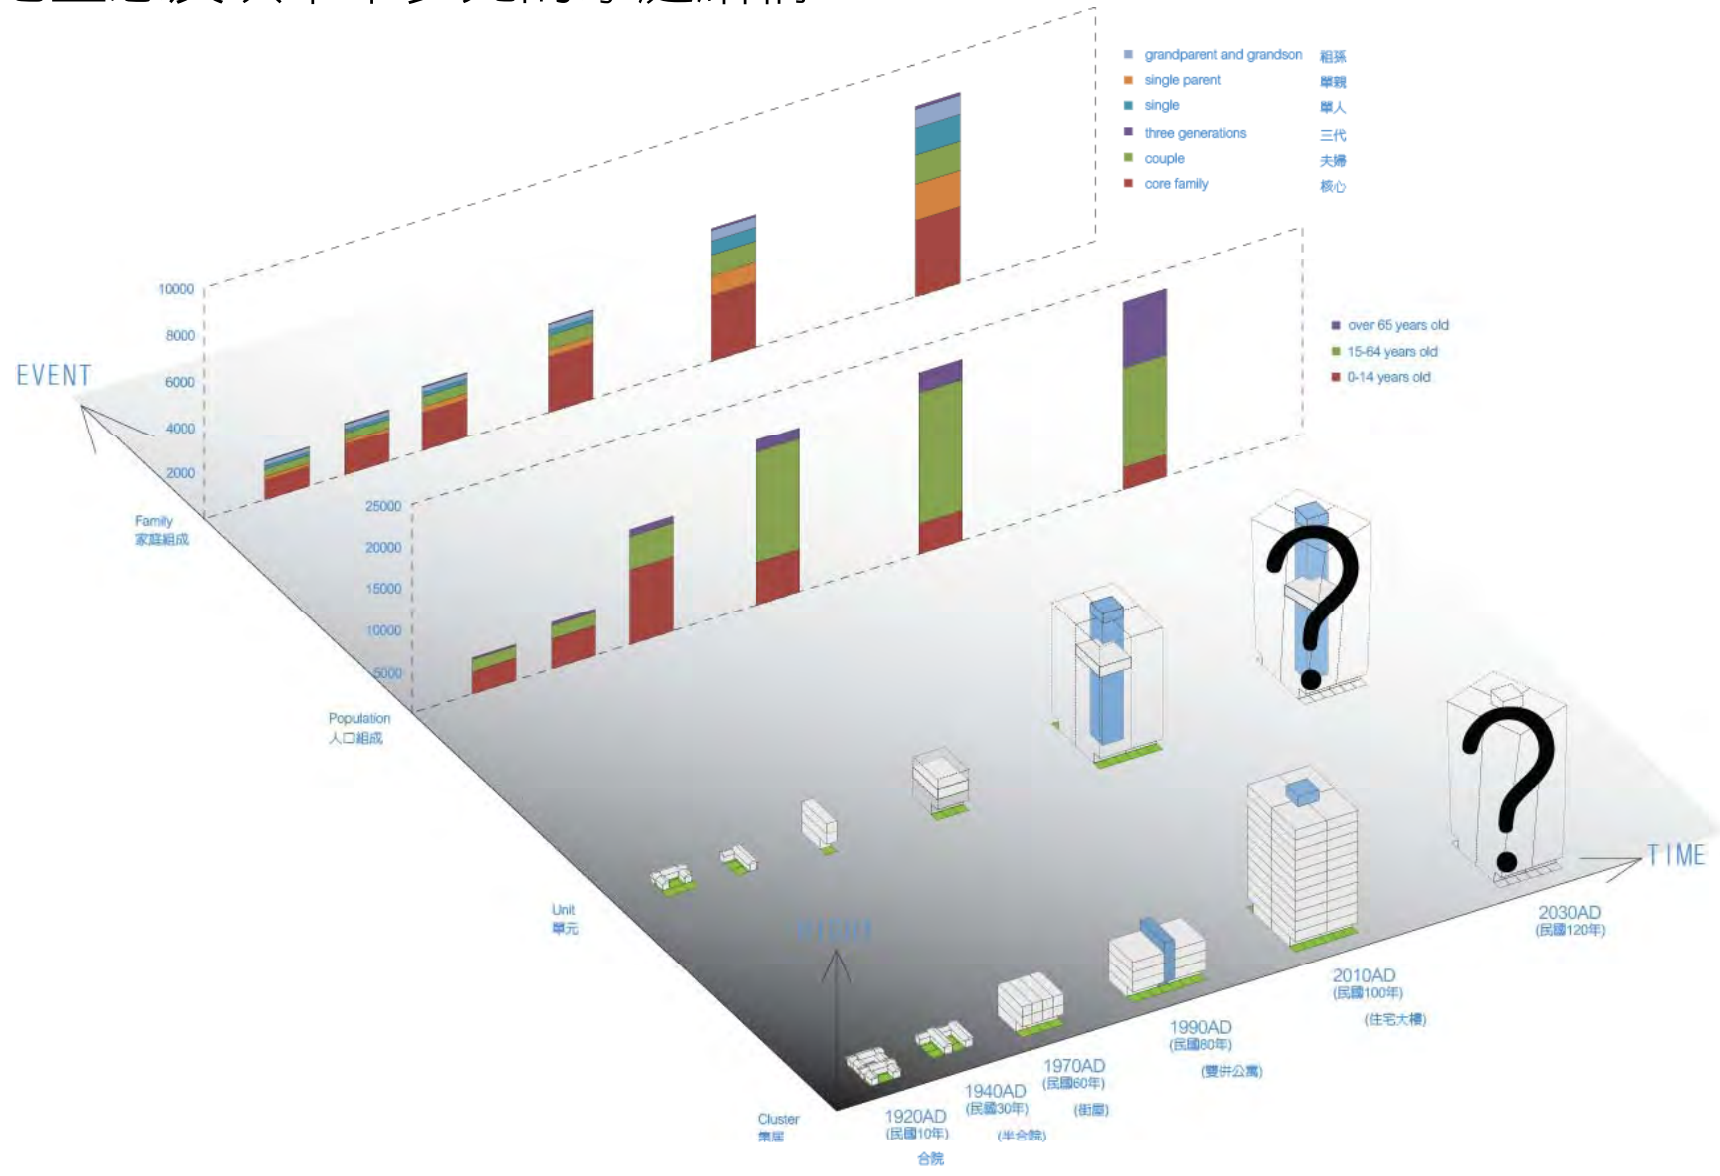 grandparent and grandson 祖孫
single parent 單親
single 單人
three generations 三代
couple 夫婦
core family 核心
10000
8000
6000
4000
2000
EVENT
Family
家庭組成
over 65 years old
15-64 years old
0-14 years old
25000
20000
15000
10000
5000
Population
人口組成
Unit
單元
TIME
2030AD
(民國120年)
2010AD
(民國100年)
(住宅大樓)
1990AD
(民國80年)
(雙併公寓)
1970AD
(民國60年)
(街屋)
1940AD
(民國30年)
(半合院)
1920AD
(民國10年)
合院
Cluster
集居
?
?